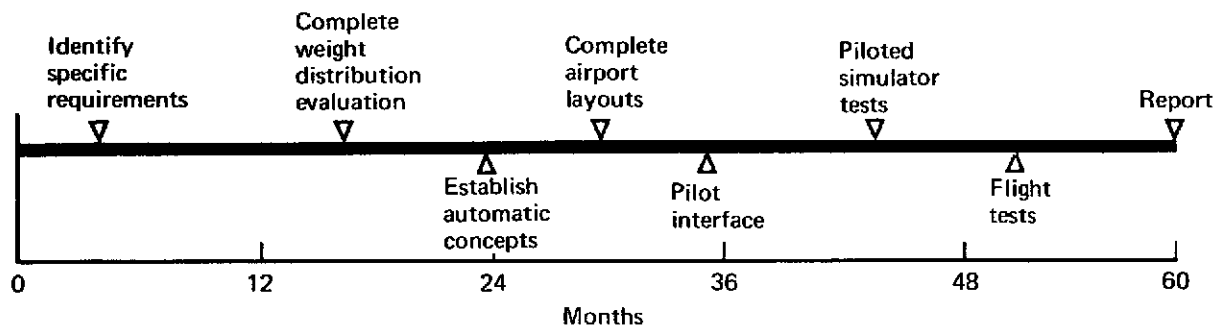 Identify
specific
requirements
Complete
weight
distribution
evaluation
Complete
airport
layouts
Piloted
simulator
tests
Report
Establish
automatic
concepts
Pilot
interface
Flight
tests
0 12 24 36 48 60
Months